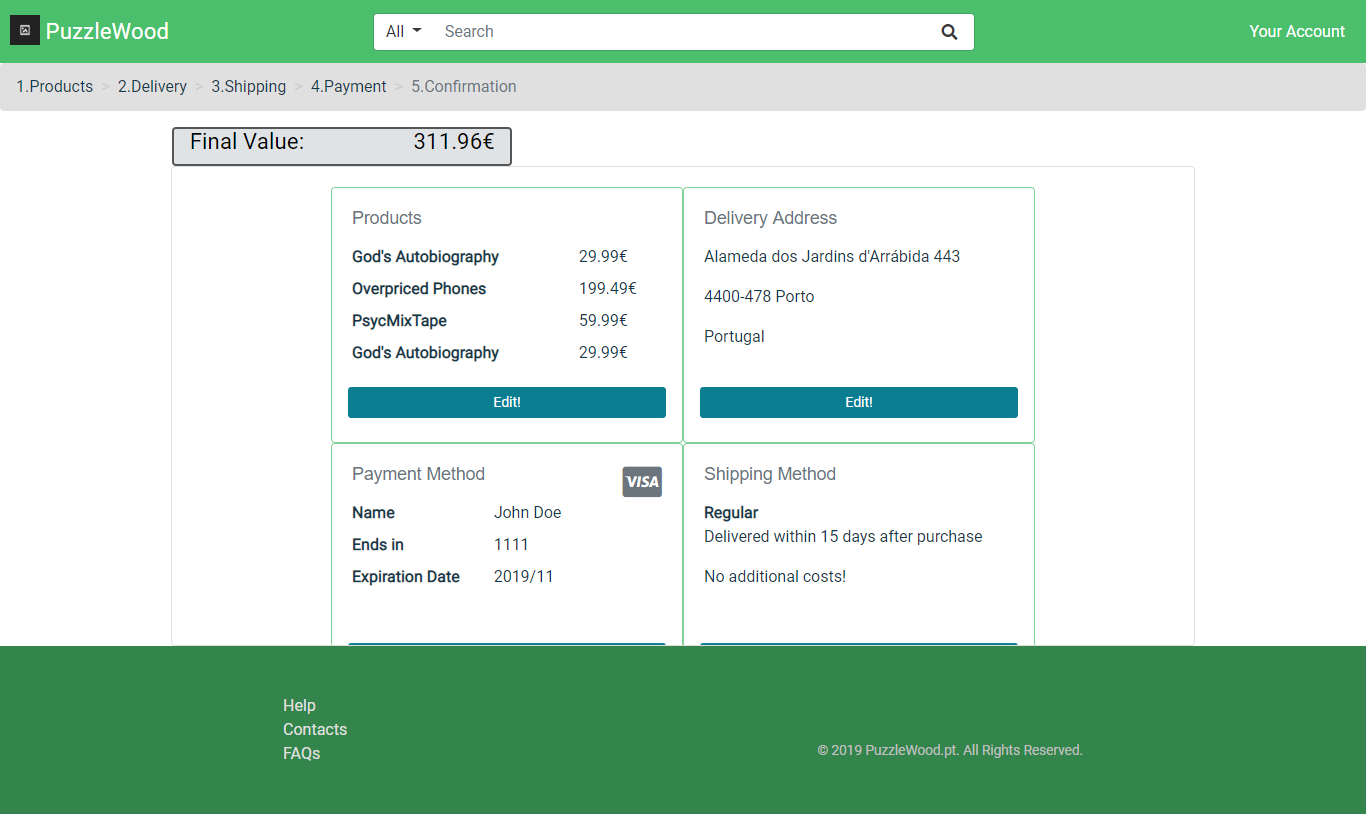 PuzzleWood
All
Search
Your Account
1.Products > 2.Delivery > 3.Shipping > 4.Payment > 5.Confirmation
Final Value: 311.96€
Products
God's Autobiography 29.99€
Overpriced Phones 199.49€
PsycMixTape 59.99€
God's Autobiography 29.99€
Edit!
Delivery Address
Alameda dos Jardins d'Arrábida 443
4400-478 Porto
Portugal
Edit!
Payment Method
VISA
Name John Doe
Ends in 1111
Expiration Date 2019/11
Shipping Method
Regular
Delivered within 15 days after purchase
No additional costs!
Help
Contacts
FAQs
© 2019 PuzzleWood.pt. All Rights Reserved.